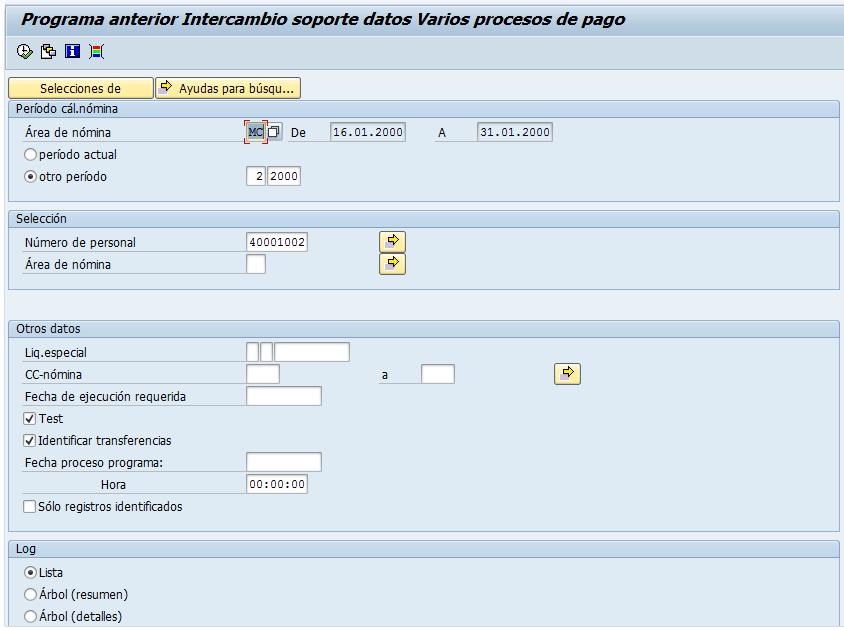 Programa anterior Intercambio soporte datos Varios procesos de pago
Selecciones de
Ayudas para búsqu...
Período cál.nómina
Área de nómina MC De 16.01.2000 A 31.01.2000
período actual
otro período 2 2000
Selección
Número de personal 40001002
Área de nómina
Otros datos
Liq.especial
CC-nómina a
Fecha de ejecución requerida
Test
Identificar transferencias
Fecha proceso programa:
Hora 00:00:00
Sólo registros identificados
Log
Lista
Árbol (resumen)
Árbol (detalles)